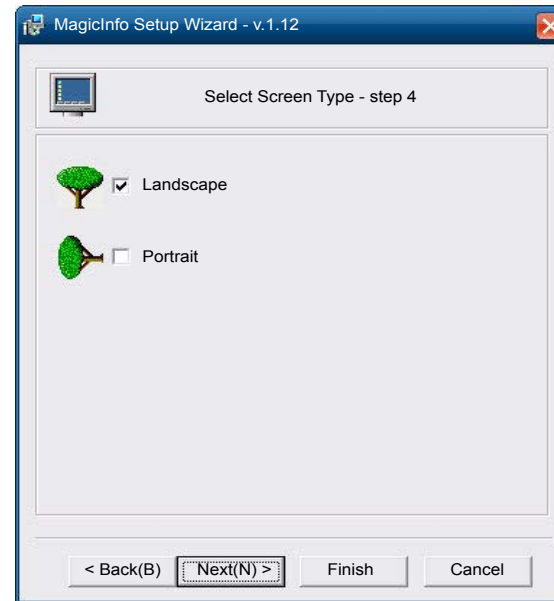 MagicInfo Setup Wizard - v.1.12
Select Screen Type - step 4
Landscape
Portrait
< Back(B) Next(N) > Finish Cancel